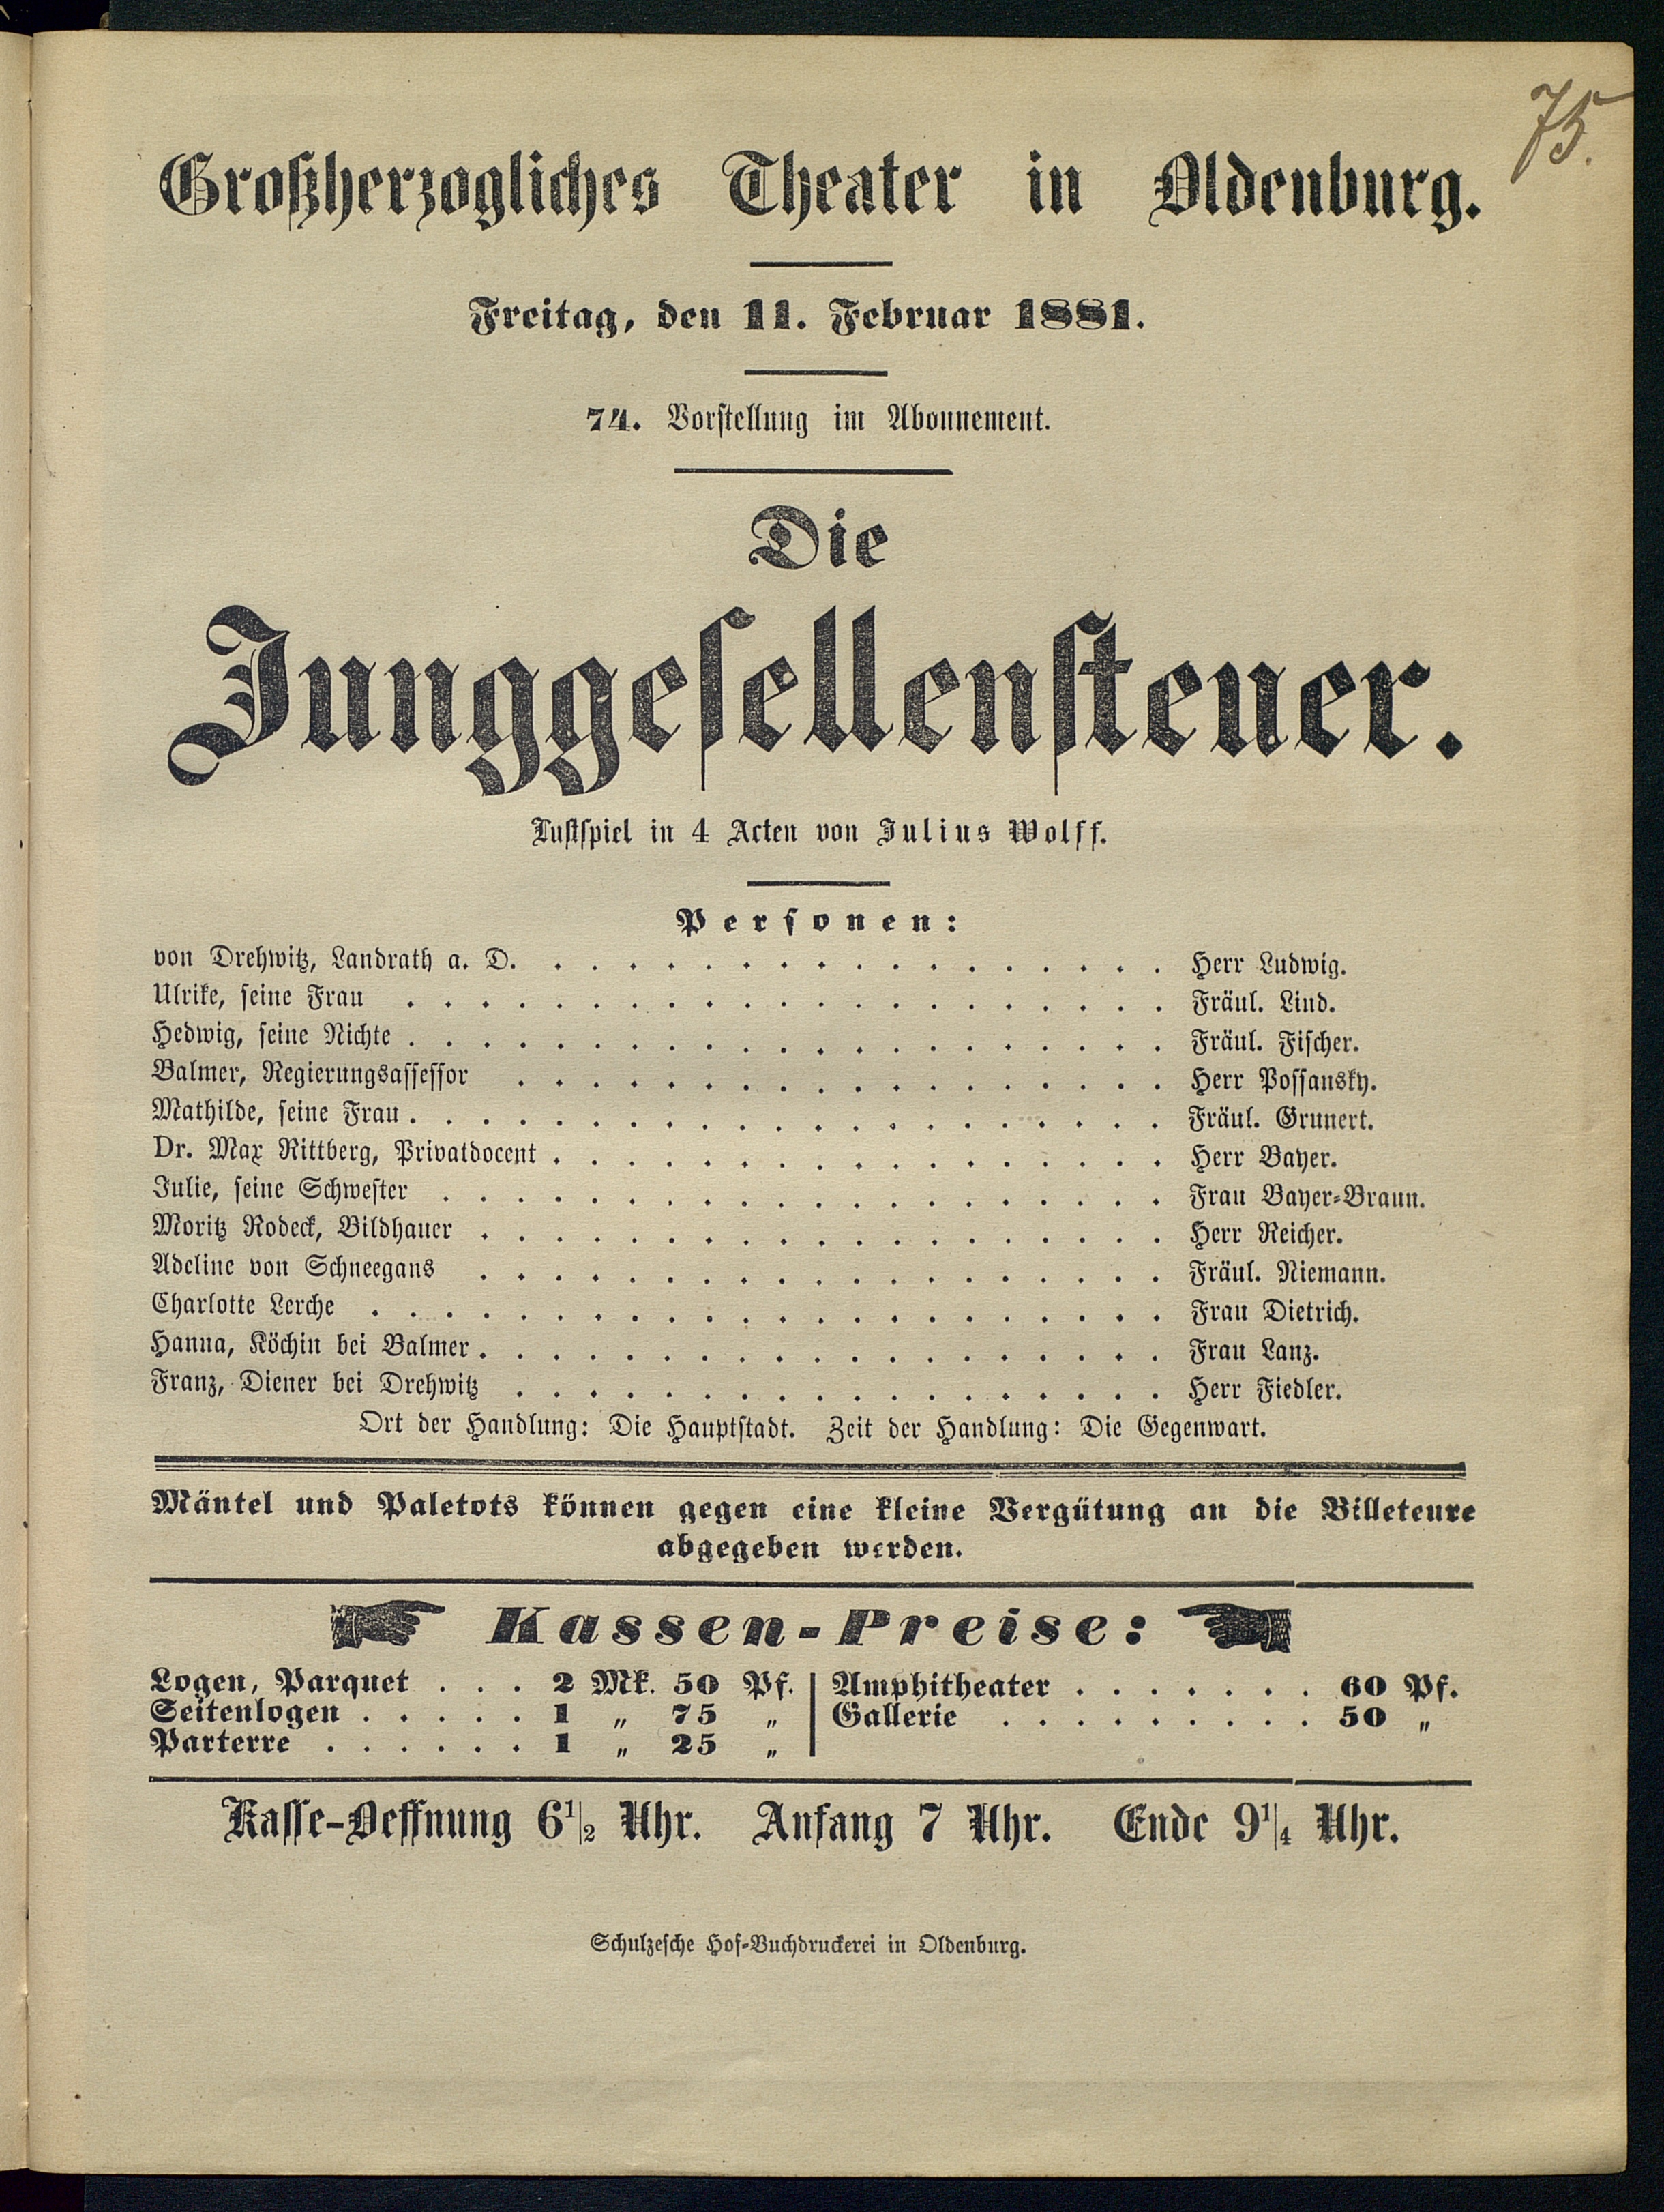 75.
Großherzogliches Theater in Oldenburg.
Freitag, den 11. Februar 1881.
74. Vorstellung im Abonnement.
Die
Junggesellensteuer.
Lustspiel in 4 Acten von Julius Wolff.
Personen:
von Drehwitz, Landrath a. D. . . . . . . . . . . . . . . . . . Herr Ludwig.
Ulrike, seine Frau . . . . . . . . . . . . . . . . . . . . . Fräul. Lind.
Hedwig, seine Nichte . . . . . . . . . . . . . . . . . . . . . Fräul. Fischer.
Balmer, Regierungsassessor . . . . . . . . . . . . . . . . . . Herr Possansky.
Mathilde, seine Frau . . . . . . . . . . . . . . . . . . . . . Fräul. Grunert.
Dr. Max Rittberg, Privatdocent . . . . . . . . . . . . . . . . . Herr Bayer.
Julie, seine Schwester . . . . . . . . . . . . . . . . . . . . Frau Bayer-Braun.
Moritz Rodeck, Bildhauer . . . . . . . . . . . . . . . . . . . Herr Reicher.
Adeline von Schneegans . . . . . . . . . . . . . . . . . . . Fräul. Niemann.
Charlotte Lerche . . . . . . . . . . . . . . . . . . . . . . Frau Dietrich.
Hanna, Köchin bei Balmer . . . . . . . . . . . . . . . . . . . Frau Lanz.
Franz, Diener bei Drehwitz . . . . . . . . . . . . . . . . . . Herr Fiedler.
Ort der Handlung: Die Hauptstadt. Zeit der Handlung: Die Gegenwart.
Mäntel und Paletots können gegen eine kleine Vergütung an die Billeteure
abgegeben werden.
Kassen-Preise:
Logen, Parquet . . . 2 Mk. 50 Pf. | Amphitheater . . . . . . . 60 Pf.
Seitenlogen . . . . . 1 „ 75 „ | Gallerie . . . . . . . . . 50 „
Parterre . . . . . . 1 „ 25 „
Kasse-Oeffnung 6 1/2 Uhr. Anfang 7 Uhr. Ende 9 1/4 Uhr.
Schulzesche Hof-Buchdruckerei in Oldenburg.